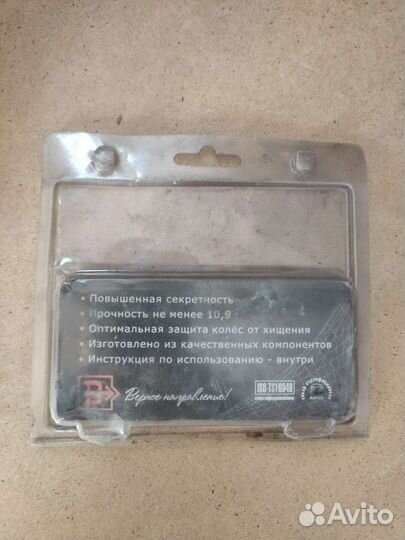 • Повышенная секретность
• Прочность не менее 10,9
• Оптимальная защита колёс от хищения
• Изготовлено из качественных компонентов
• Инструкция по использованию - внутри
В Верное направление!
ISO-TS16949
сертифицировано
Avito